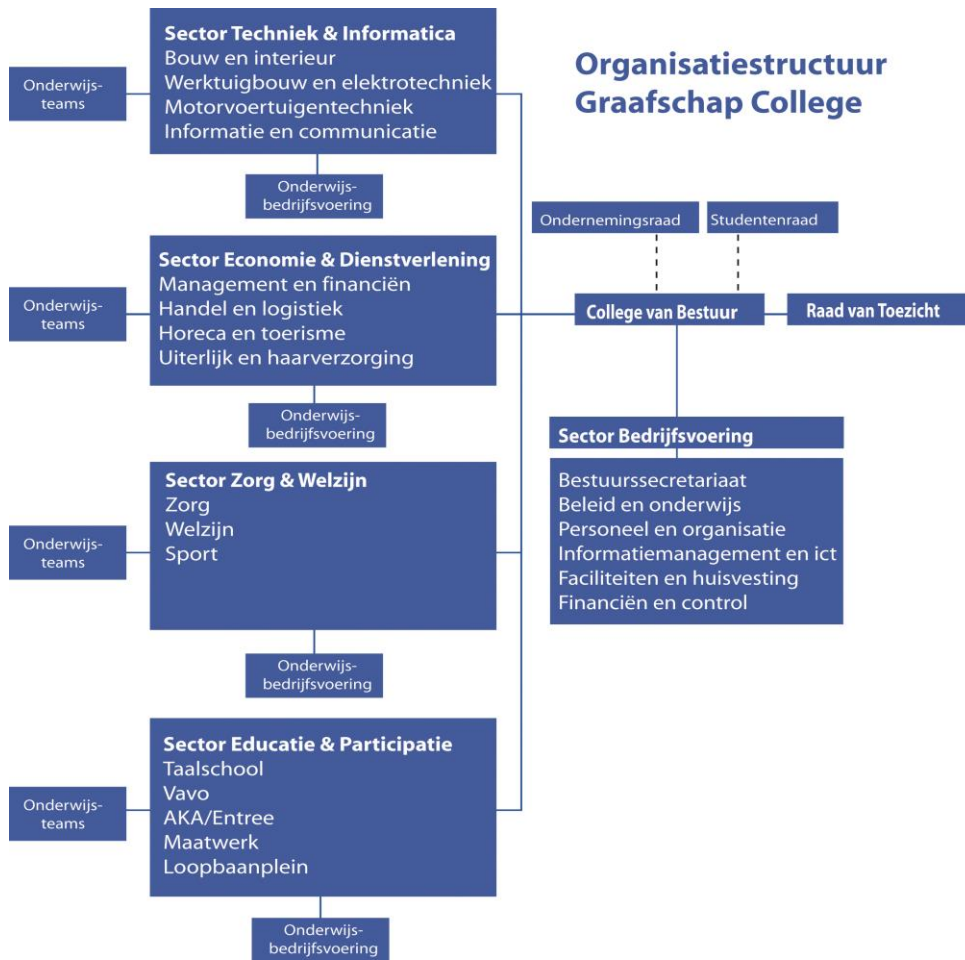 Organisatiestructuur
Graafschap College
Sector Techniek & Informatica
Bouw en interieur
Werktuigbouw en elektrotechniek
Motorvoertuigentechniek
Informatie en communicatie
Onderwijs-
teams
Onderwijs-
bedrijfsvoering
Ondernemingsraad
Studentenraad
Sector Economie & Dienstverlening
Management en financiën
Handel en logistiek
Horeca en toerisme
Uiterlijk en haarverzorging
Onderwijs-
teams
Onderwijs-
bedrijfsvoering
College van Bestuur
Raad van Toezicht
Sector Bedrijfsvoering
Bestuurssecretariaat
Beleid en onderwijs
Personeel en organisatie
Informatiemanagement en ict
Faciliteiten en huisvesting
Financiën en control
Sector Zorg & Welzijn
Zorg
Welzijn
Sport
Onderwijs-
teams
Onderwijs-
bedrijfsvoering
Sector Educatie & Participatie
Taalschool
Vavo
AKA/Entree
Maatwerk
Loopbaanplein
Onderwijs-
teams
Onderwijs-
bedrijfsvoering